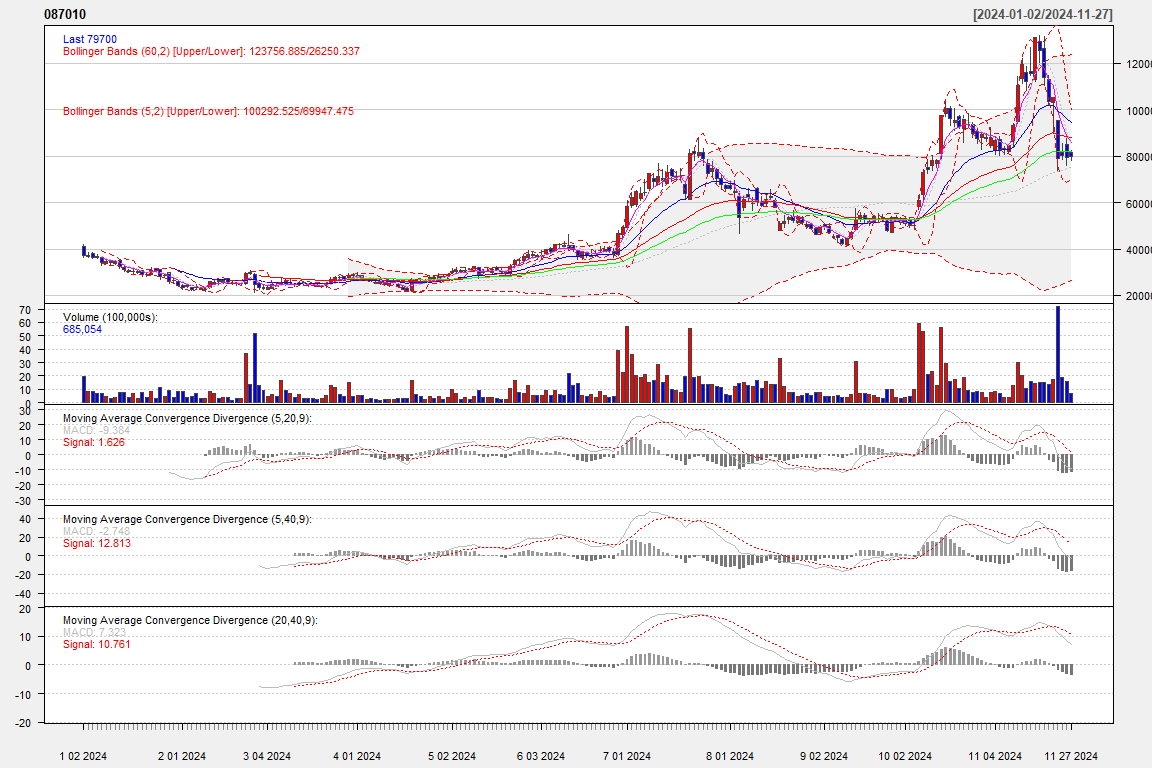 087010 [2024-01-02/2024-11-27]
Last 79700
Bollinger Bands (60,2) [Upper/Lower]: 123756.885/26250.337
Bollinger Bands (5,2) [Upper/Lower]: 100292.525/69947.475
12000
10000
80000
60000
40000
20000
Volume (100,000s):
685,054
70
60
50
40
30
20
10
0
Moving Average Convergence Divergence (5,20,9):
MACD: -9.384
Signal: 1.626
30
20
10
0
-10
-20
-30
Moving Average Convergence Divergence (5,40,9):
MACD: -2.748
Signal: 12.813
40
20
0
-20
-40
Moving Average Convergence Divergence (20,40,9):
MACD: 7.323
Signal: 10.761
20
10
0
-10
-20
1 02 2024 2 01 2024 3 04 2024 4 01 2024 5 02 2024 6 03 2024 7 01 2024 8 01 2024 9 02 2024 10 02 2024 11 04 2024 11 27 2024